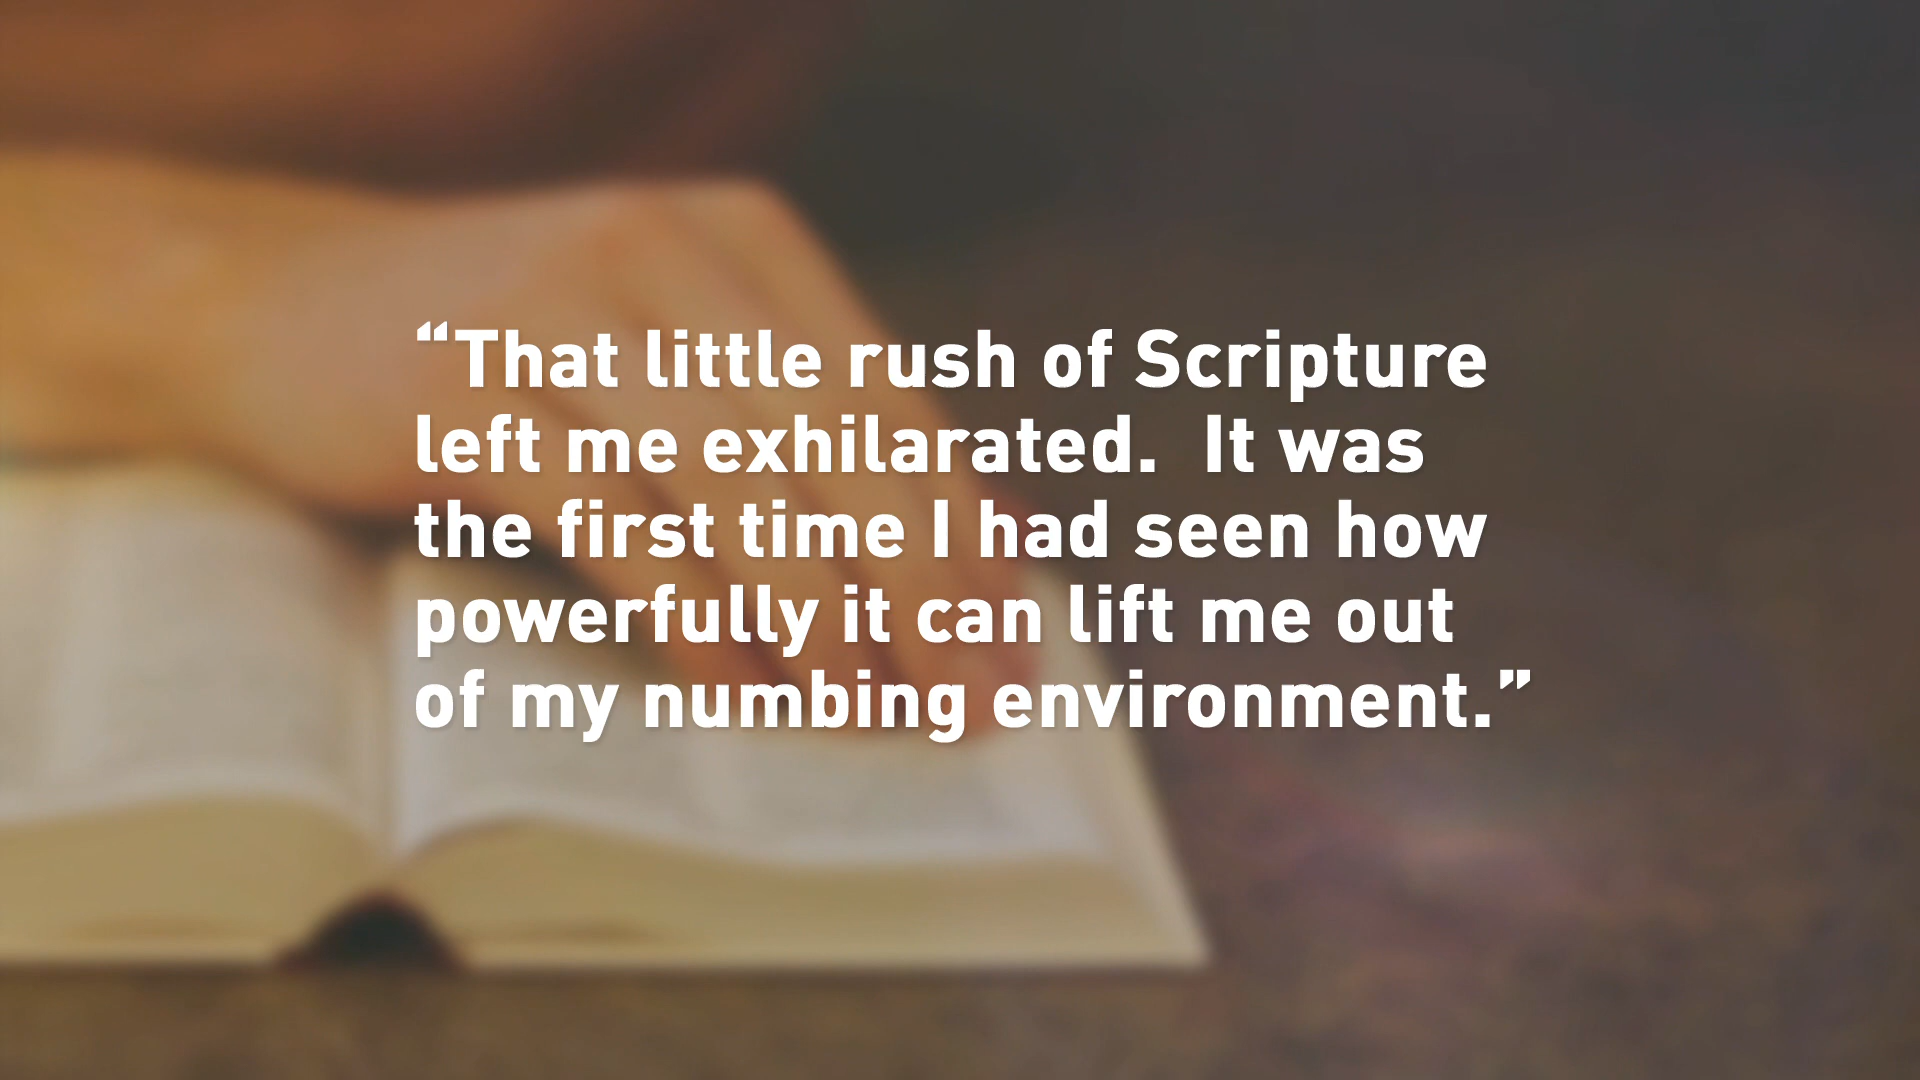 “That little rush of Scripture
left me exhilarated.  It was
the first time I had seen how
powerfully it can lift me out
of my numbing environment.”